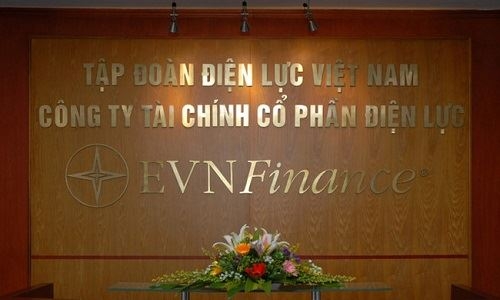 TẬP ĐOÀN ĐIỆN LỰC VIỆT NAM
CÔNG TY TÀI CHÍNH CỔ PHẦN ĐIỆN LỰC
EVNFinance®